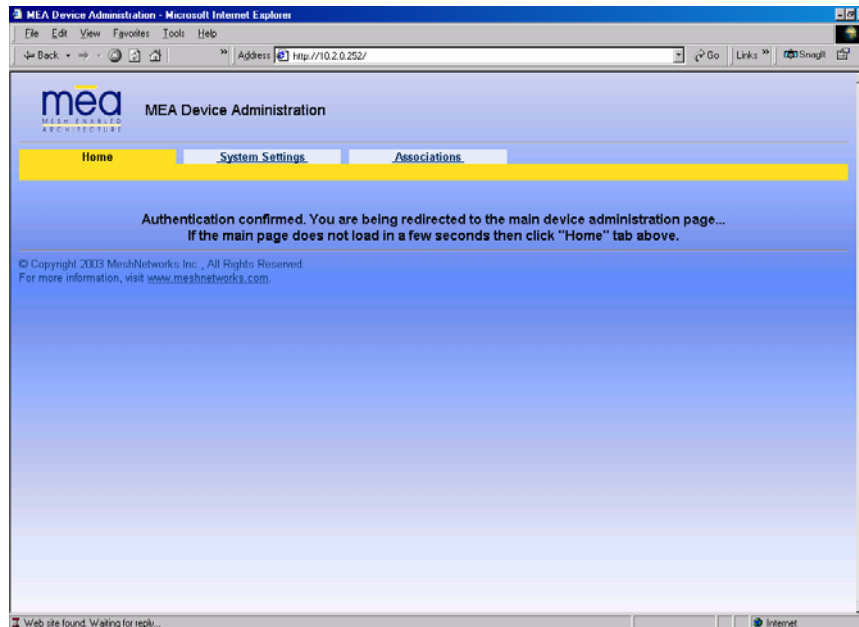 MEA Device Administration - Microsoft Internet Explorer
File Edit View Favorites Tools Help
Back » Address http://10.2.0.252/ Go Links » SnagIt
mea
MESH ENABLED
ARCHITECTURE
MEA Device Administration
Home System Settings Associations
Authentication confirmed. You are being redirected to the main device administration page...
If the main page does not load in a few seconds then click "Home" tab above.
© Copyright 2003 MeshNetworks Inc., All Rights Reserved.
For more information, visit www.meshnetworks.com.
Web site found. Waiting for reply... Internet